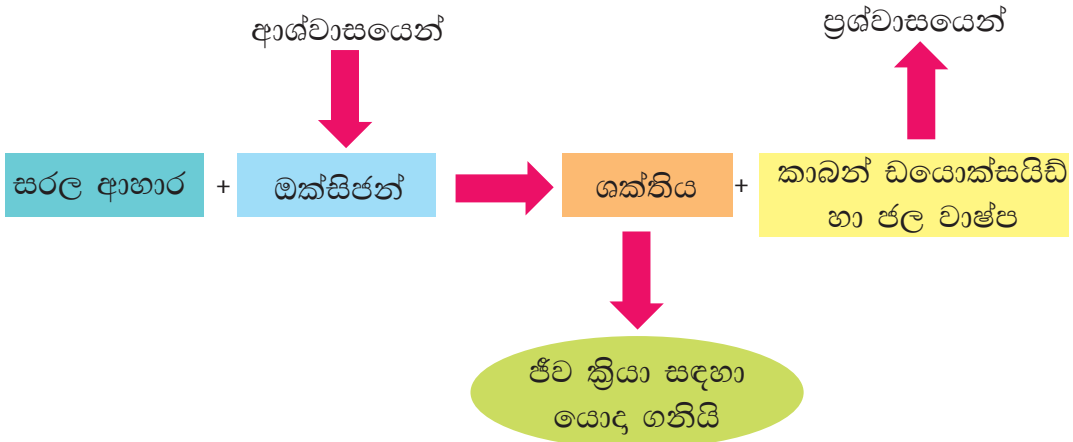 ආශ්වාසයෙන්
ප්‍රශ්වාසයෙන්
සරල ආහාර + ඔක්සිජන් ශක්තිය + කාබන් ඩයොක්සයිඩ්
හා ජල වාෂ්ප
ජීව ක්‍රියා සඳහා
යොදා ගනියි